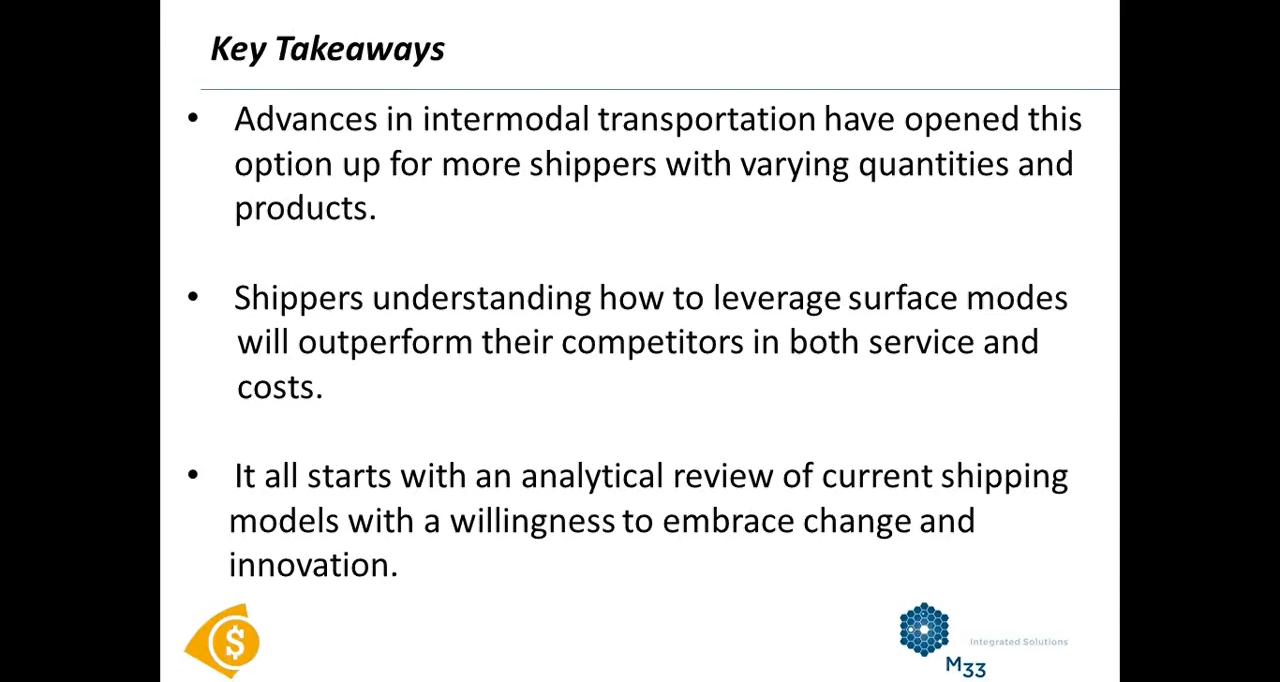 Key Takeaways
• Advances in intermodal transportation have opened this
option up for more shippers with varying quantities and
products.
• Shippers understanding how to leverage surface modes
will outperform their competitors in both service and
costs.
• It all starts with an analytical review of current shipping
models with a willingness to embrace change and
innovation.
$
Integrated Solutions
M33